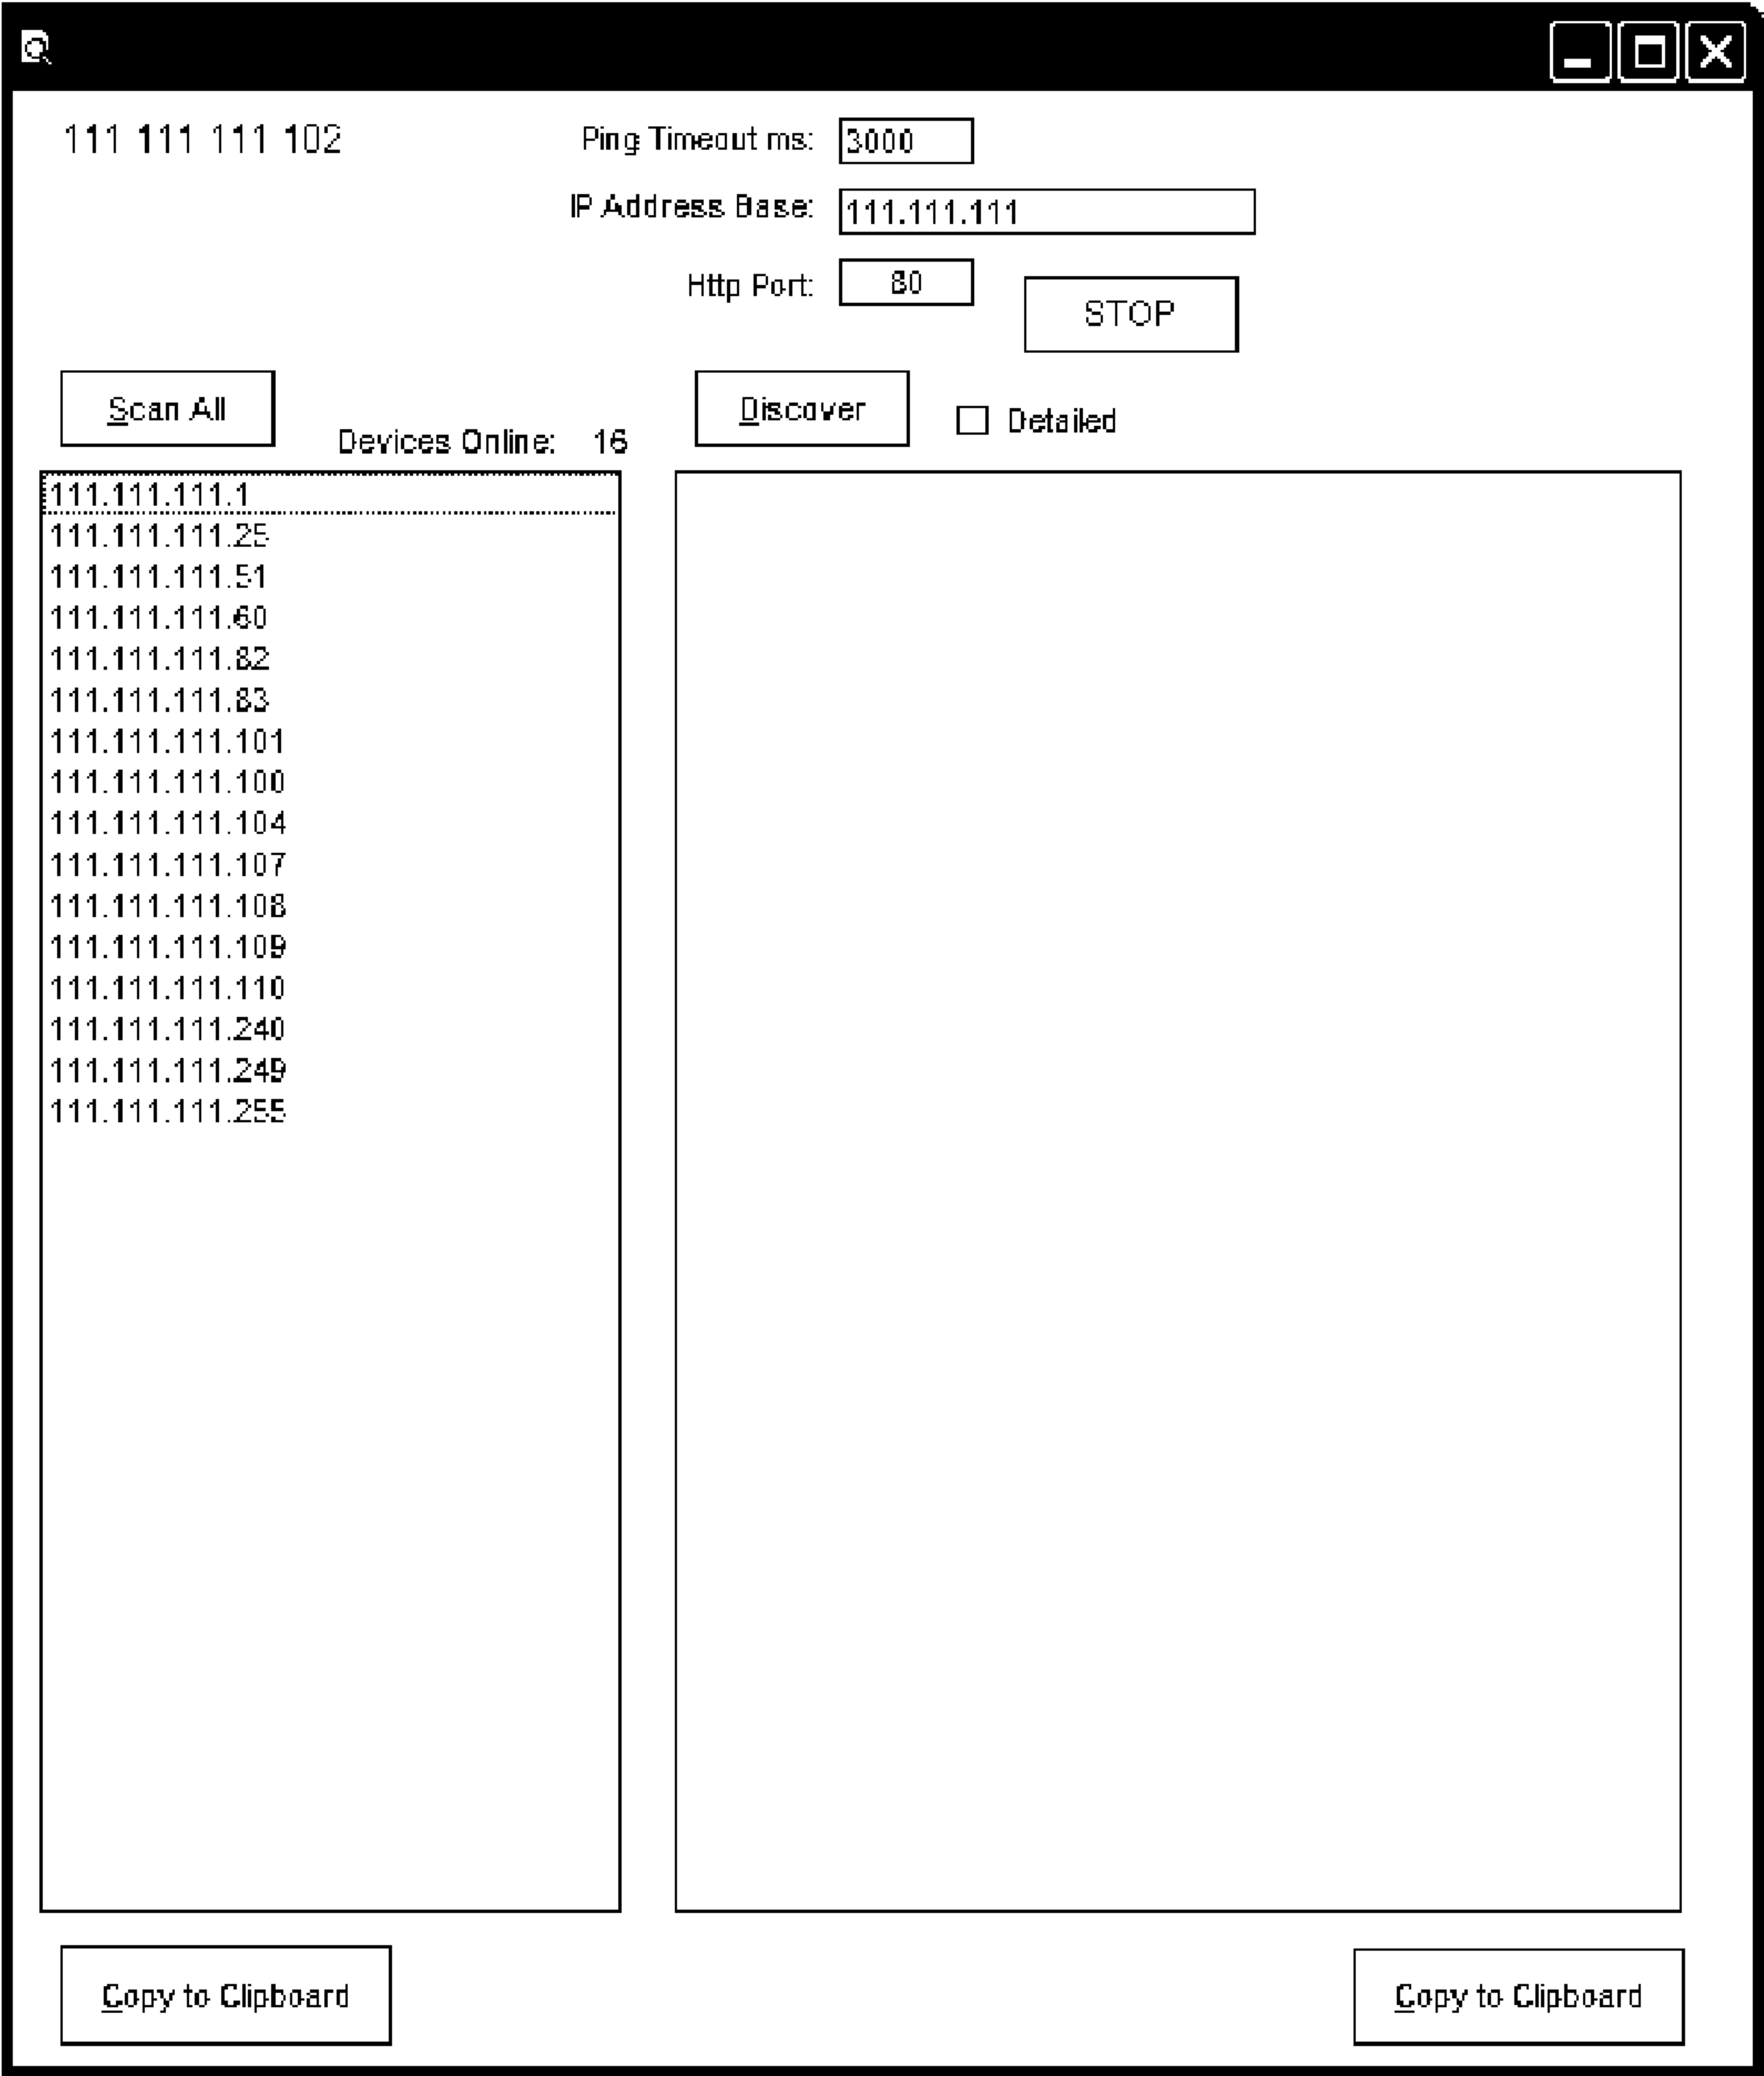 111 111 111 102
Ping Timeout ms: 3000
IP Address Base: 111.111.111
Http Port: 80
STOP
Scan All
Devices Online: 16
Discover
Detailed
111.111.111.1
111.111.111.25
111.111.111.51
111.111.111.60
111.111.111.82
111.111.111.83
111.111.111.101
111.111.111.100
111.111.111.104
111.111.111.107
111.111.111.108
111.111.111.109
111.111.111.110
111.111.111.240
111.111.111.249
111.111.111.255
Copy to Clipboard
Copy to Clipboard